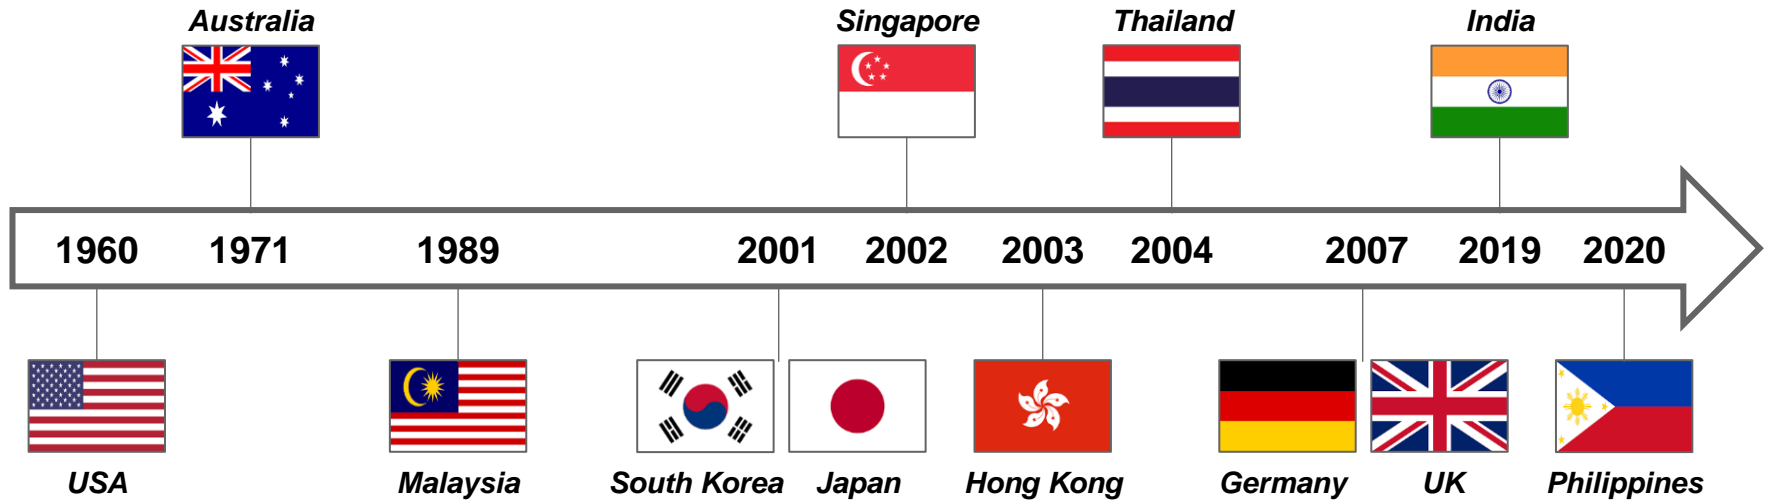 Australia
Singapore
Thailand
India
1960 1971 1989 2001 2002 2003 2004 2007 2019 2020
USA
Malaysia
South Korea
Japan
Hong Kong
Germany
UK
Philippines